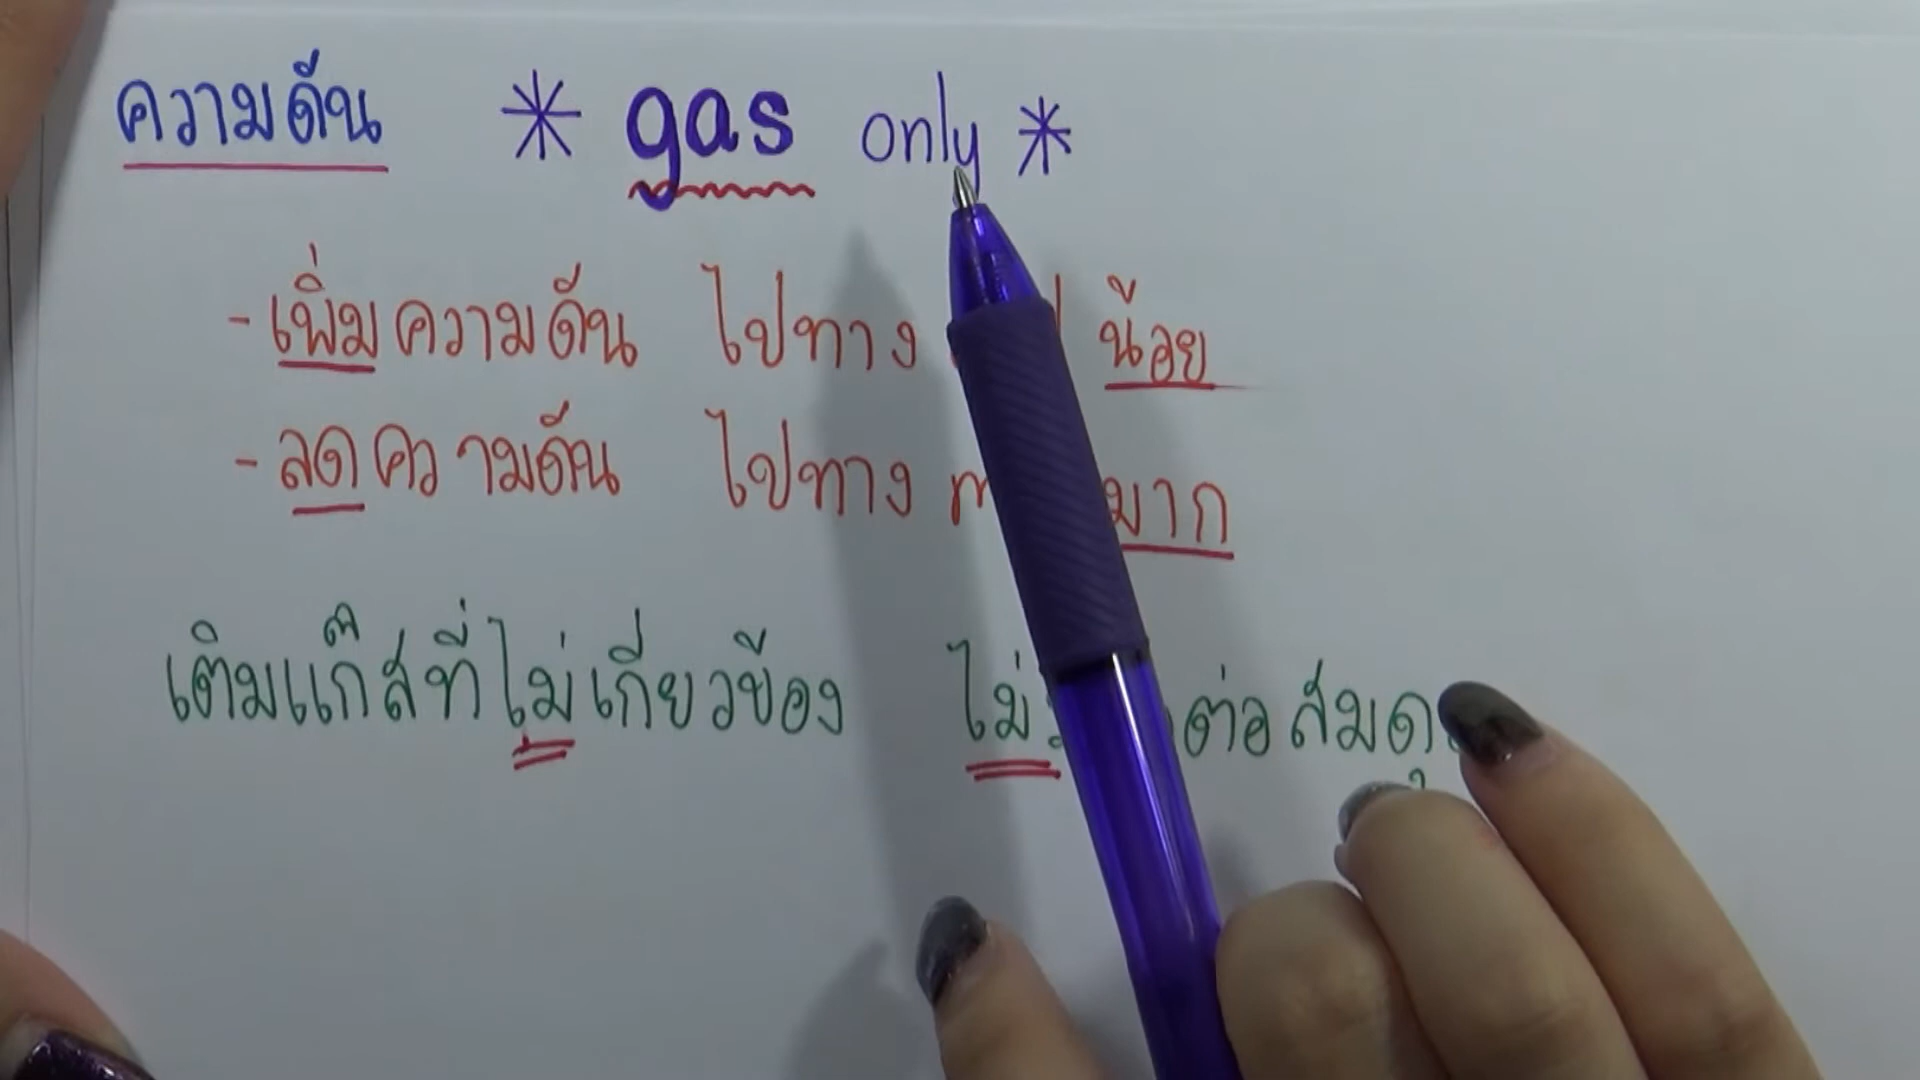 ความดัน * gas only *
- เพิ่มความดัน ไปทาง น้อย
- ลดความดัน ไปทาง มาก
เติมแก๊สที่ไม่เกี่ยวข้อง ไม่ ต่อสมดุล